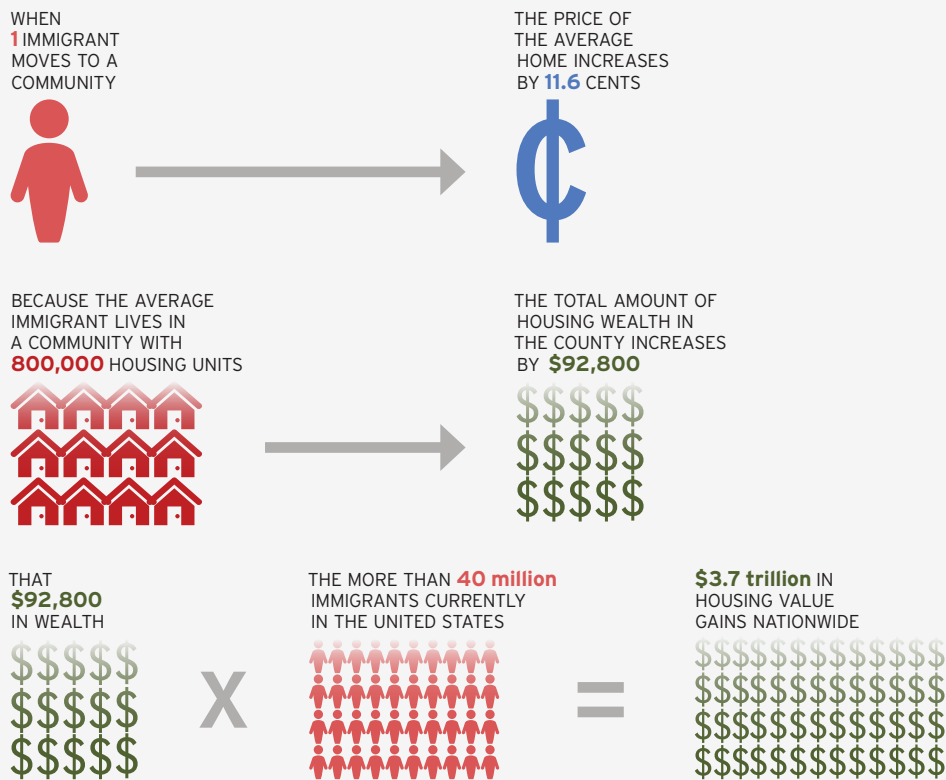 WHEN
1 IMMIGRANT
MOVES TO A
COMMUNITY
THE PRICE OF
THE AVERAGE
HOME INCREASES
BY 11.6 CENTS
¢
BECAUSE THE AVERAGE
IMMIGRANT LIVES IN
A COMMUNITY WITH
800,000 HOUSING UNITS
THE TOTAL AMOUNT OF
HOUSING WEALTH IN
THE COUNTY INCREASES
BY $92,800
THAT
$92,800
IN WEALTH
X
THE MORE THAN 40 million
IMMIGRANTS CURRENTLY
IN THE UNITED STATES
=
$3.7 trillion IN
HOUSING VALUE
GAINS NATIONWIDE